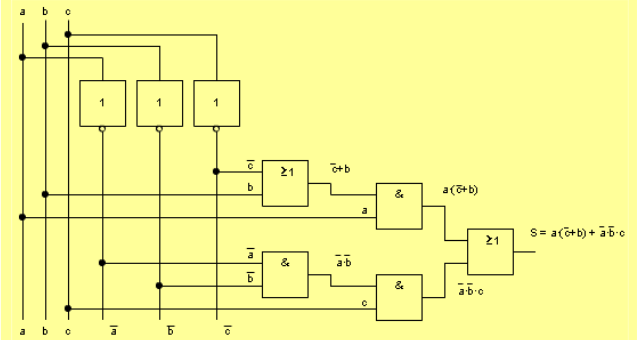 a b c
1 1 1
c̅ ≥1 c̅+b
b
& a·(c̅+b)
a
≥1 S = a·(c̅+b) + a̅·b̅·c
a̅ & a̅·b̅
b̅
& a̅·b̅·c
c
a b c a̅ b̅ c̅